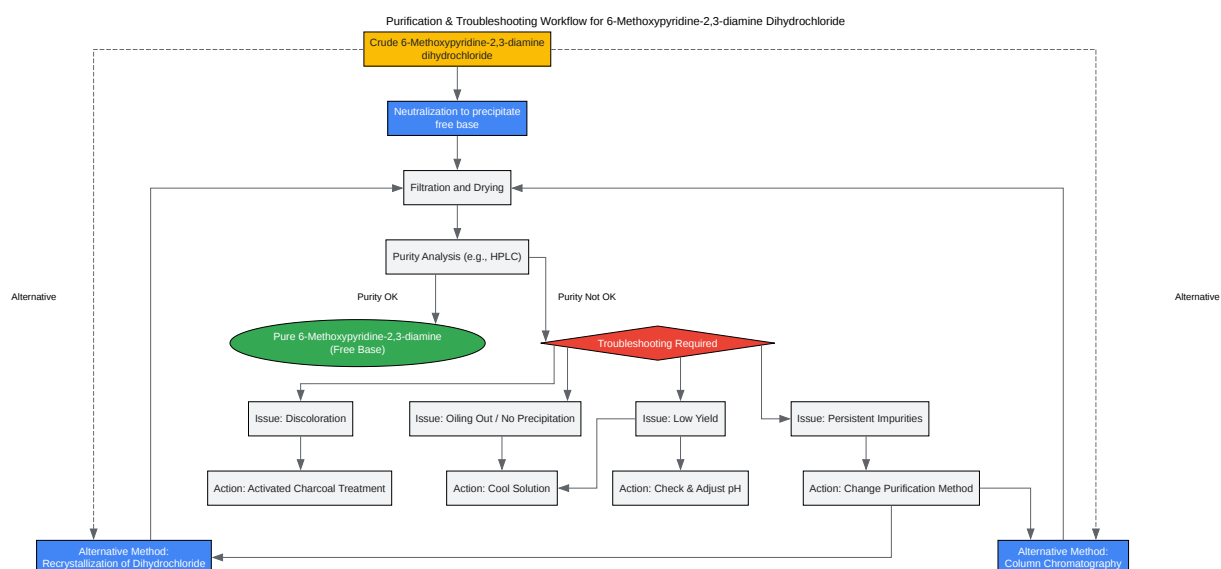 Purification & Troubleshooting Workflow for 6-Methoxypyridine-2,3-diamine Dihydrochloride
Crude 6-Methoxypyridine-2,3-diamine
dihydrochloride
Neutralization to precipitate
free base
Filtration and Drying
Purity Analysis (e.g., HPLC)
Alternative
Purity OK
Purity Not OK
Alternative
Pure 6-Methoxypyridine-2,3-diamine
(Free Base)
Troubleshooting Required
Issue: Discoloration
Issue: Oiling Out / No Precipitation
Issue: Low Yield
Issue: Persistent Impurities
Action: Activated Charcoal Treatment
Action: Cool Solution
Action: Check & Adjust pH
Action: Change Purification Method
Alternative Method:
Recrystallization of Dihydrochloride
Alternative Method:
Column Chromatography